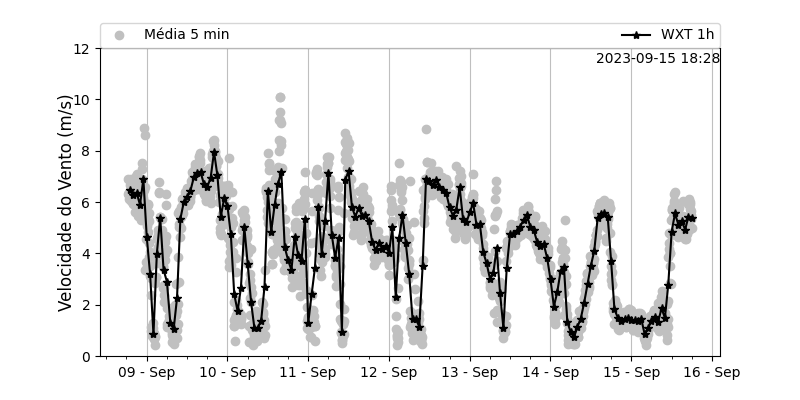 Média 5 min
WXT 1h
2023-09-15 18:28
Velocidade do Vento (m/s)
12
10
8
6
4
2
0
09 - Sep
10 - Sep
11 - Sep
12 - Sep
13 - Sep
14 - Sep
15 - Sep
16 - Sep